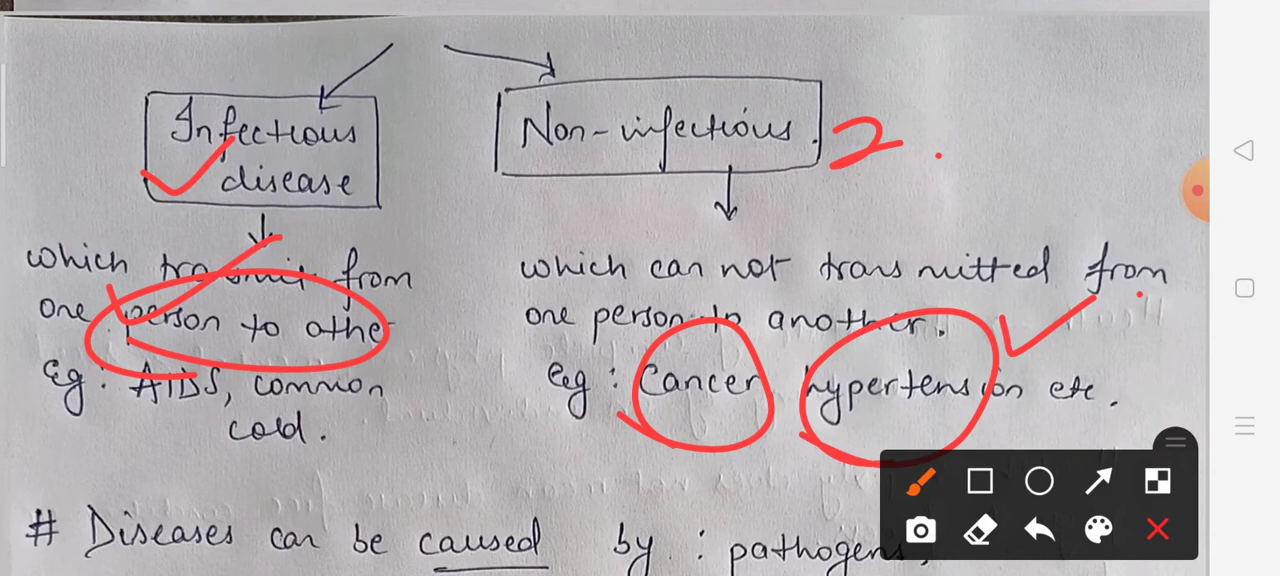 Infectious
disease
which transmit from
one person to othe
Eg: AIDS, common
cold.
Non-infectious.
2.
which can not transmitted from
one person to another.
Eg: Cancer hypertension etc.
# Diseases can be caused by : pathogens,